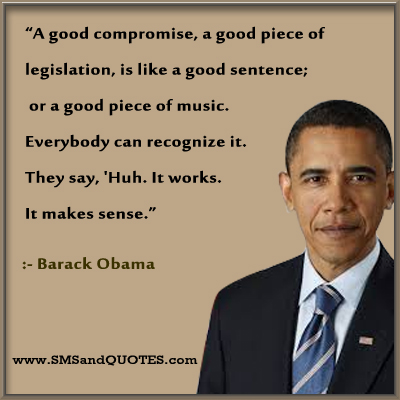 “A good compromise, a good piece of
legislation, is like a good sentence;
or a good piece of music.
Everybody can recognize it.
They say, 'Huh. It works.
It makes sense.”
:- Barack Obama
www.SMSandQUOTES.com